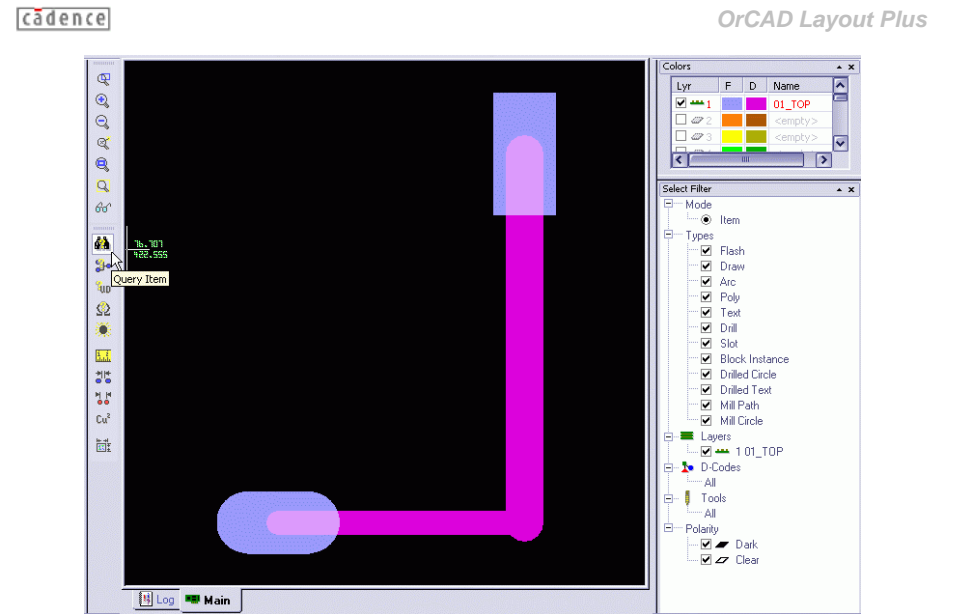 cādence
OrCAD Layout Plus
Colors
Lyr F D Name
1 01_TOP
2 <empty>
3 <empty>
Select Filter
Mode
Item
Types
Flash
Draw
Arc
Poly
Text
Drill
Slot
Block Instance
Drilled Circle
Drilled Text
Mill Path
Mill Circle
Layers
1 01_TOP
D-Codes
All
Tools
All
Polarity
Dark
Clear
76.707
422.555
Query Item
UD
Cu²
Log Main